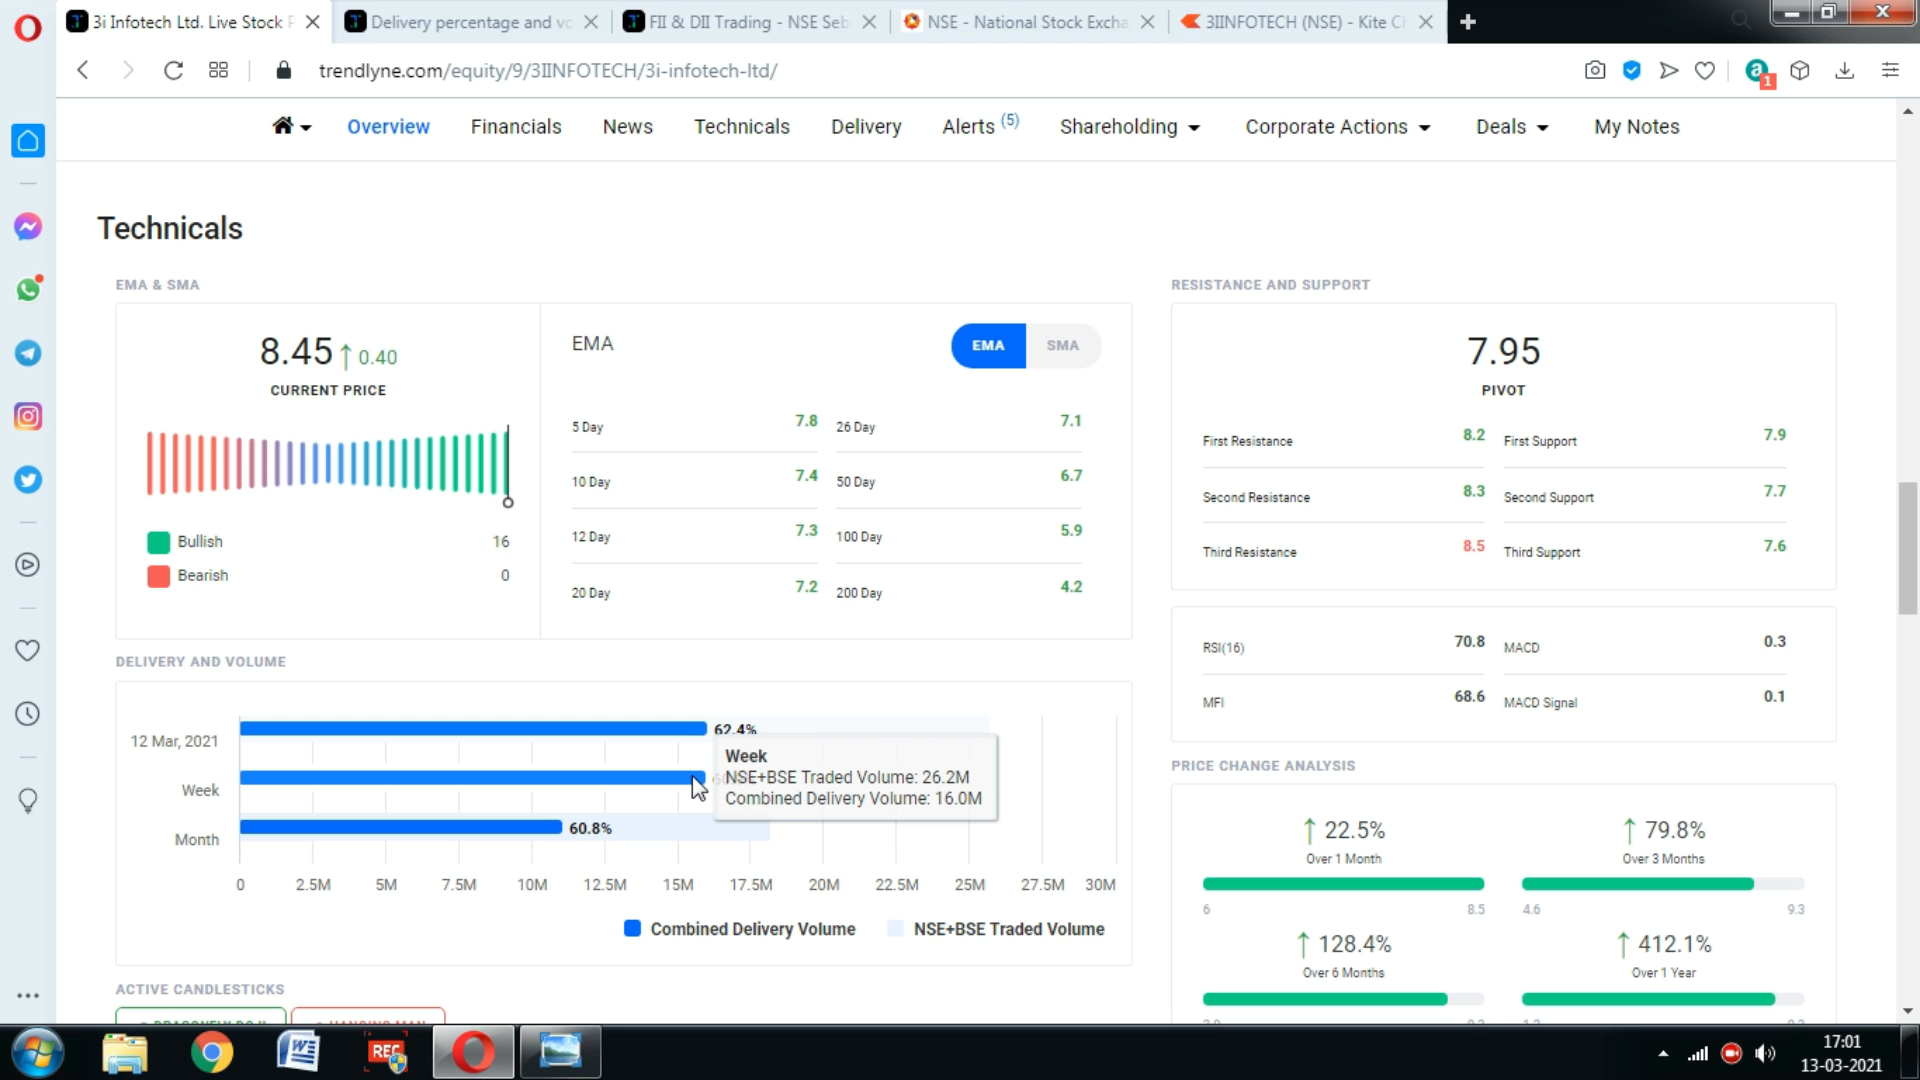 3i Infotech Ltd. Live Stock P
Delivery percentage and vo
FII & DII Trading - NSE Seb
NSE - National Stock Excha
3IINFOTECH (NSE) - Kite Ch
trendlyne.com/equity/9/3IINFOTECH/3i-infotech-ltd/
1
Overview
Financials
News
Technicals
Delivery
Alerts (5)
Shareholding
Corporate Actions
Deals
My Notes
Technicals
EMA & SMA
8.45 ↑ 0.40
CURRENT PRICE
Bullish 16
Bearish 0
EMA
EMA SMA
5 Day 7.8 26 Day 7.1
10 Day 7.4 50 Day 6.7
12 Day 7.3 100 Day 5.9
20 Day 7.2 200 Day 4.2
RESISTANCE AND SUPPORT
7.95
PIVOT
First Resistance 8.2 First Support 7.9
Second Resistance 8.3 Second Support 7.7
Third Resistance 8.5 Third Support 7.6
RSI(16) 70.8 MACD 0.3
MFI 68.6 MACD Signal 0.1
DELIVERY AND VOLUME
12 Mar, 2021 62.4%
Week
Month 60.8%
Week
NSE+BSE Traded Volume: 26.2M
Combined Delivery Volume: 16.0M
0 2.5M 5M 7.5M 10M 12.5M 15M 17.5M 20M 22.5M 25M 27.5M 30M
Combined Delivery Volume NSE+BSE Traded Volume
PRICE CHANGE ANALYSIS
↑ 22.5% ↑ 79.8%
Over 1 Month Over 3 Months
6 8.5 4.6 9.3
↑ 128.4% ↑ 412.1%
Over 6 Months Over 1 Year
ACTIVE CANDLESTICKS
REC
17:01
13-03-2021